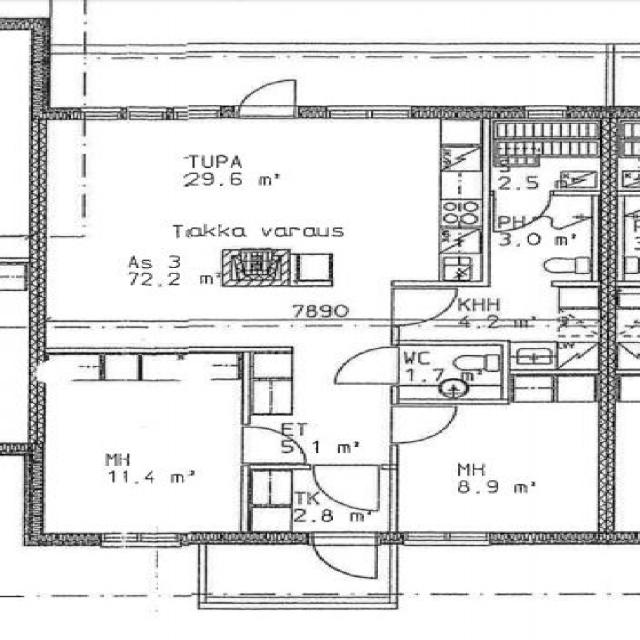 TUPA
29.6 m²
S
2.5 m²
PH
3.0 m²
Takka varaus
As 3
72.2 m²
7890
KHH
4.2 m²
WC
1.7 m²
ET
5.1 m²
MH
11.4 m²
MH
8.9 m²
TK
2.8 m²